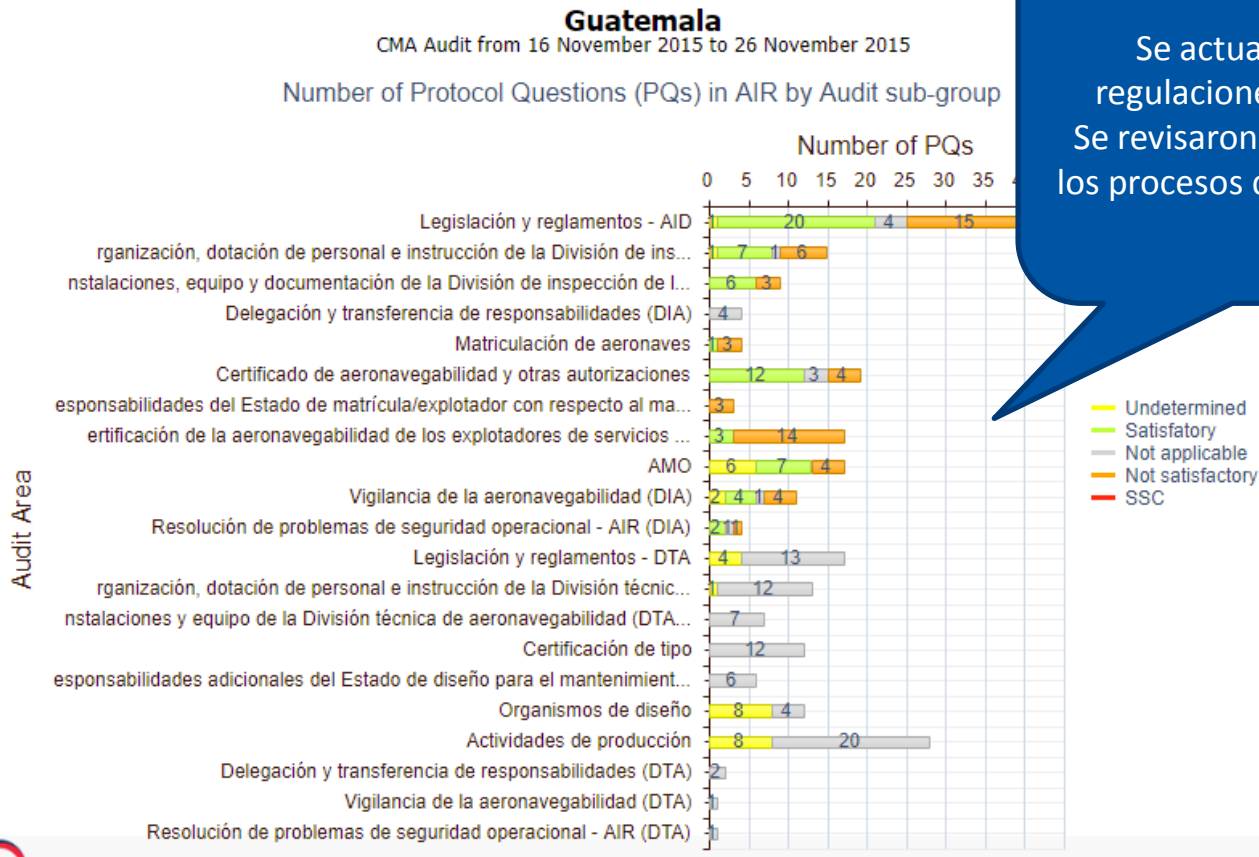 Guatemala
CMA Audit from 16 November 2015 to 26 November 2015
Number of Protocol Questions (PQs) in AIR by Audit sub-group
Se actua
regulacione
Se revisaron
los procesos
Number of PQs
0 5 10 15 20 25 30 35
Audit Area
Legislación y reglamentos - AID 1 20 4 15
rganización, dotación de personal e instrucción de la División de ins... 1 7 1 6
nstalaciones, equipo y documentación de la División de inspección de l... 6 3
Delegación y transferencia de responsabilidades (DIA) 4
Matriculación de aeronaves 1 3
Certificado de aeronavegabilidad y otras autorizaciones 12 3 4
esponsabilidades del Estado de matrícula/explotador con respecto al ma... 3
ertificación de la aeronavegabilidad de los explotadores de servicios ... 3 14
AMO 6 7 4
Vigilancia de la aeronavegabilidad (DIA) 2 4 1 4
Resolución de problemas de seguridad operacional - AIR (DIA) 2 1 1
Legislación y reglamentos - DTA 4 13
rganización, dotación de personal e instrucción de la División técnic... 1 12
nstalaciones y equipo de la División técnica de aeronavegabilidad (DTA... 7
Certificación de tipo 12
esponsabilidades adicionales del Estado de diseño para el mantenimient... 6
Organismos de diseño 8 4
Actividades de producción 8 20
Delegación y transferencia de responsabilidades (DTA) 2
Vigilancia de la aeronavegabilidad (DTA) 1
Resolución de problemas de seguridad operacional - AIR (DTA) 1
Undetermined
Satisfatory
Not applicable
Not satisfactory
SSC